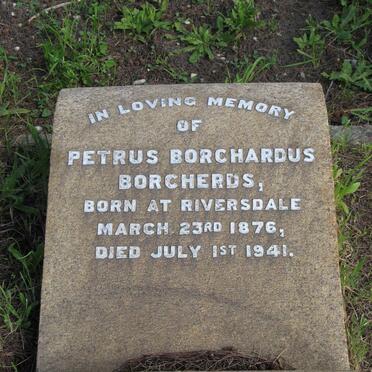 IN LOVING MEMORY
OF
PETRUS BORCHARDUS
BORCHERDS,
BORN AT RIVERSDALE
MARCH 23RD 1876,
DIED JULY 1ST 1941.